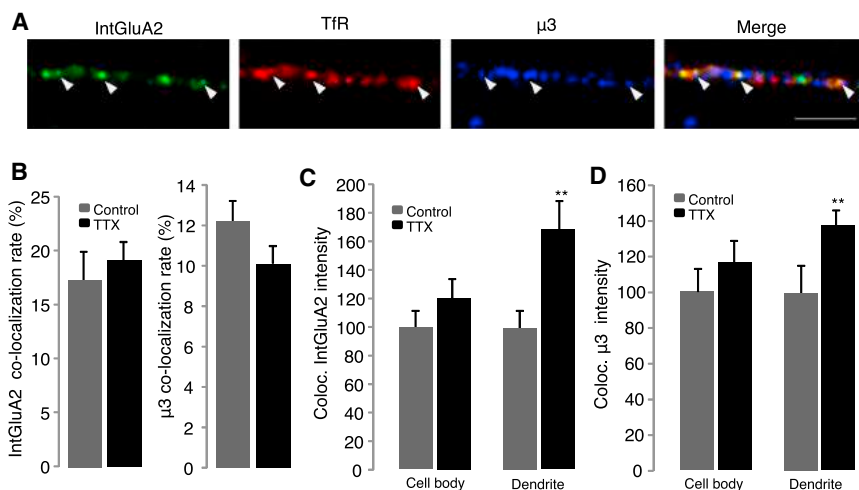 A
IntGluA2
TfR
µ3
Merge
B
IntGluA2 co-localization rate (%)
25
20
15
10
5
0
Control
TTX
µ3 co-localization rate (%)
14
12
10
8
6
4
2
0
C
Coloc. IntGluA2 intensity
200
180
160
140
120
100
80
60
40
20
0
Control
TTX
**
Cell body
Dendrite
D
Coloc. µ3 intensity
160
140
120
100
80
60
40
20
0
Control
TTX
**
Cell body
Dendrite